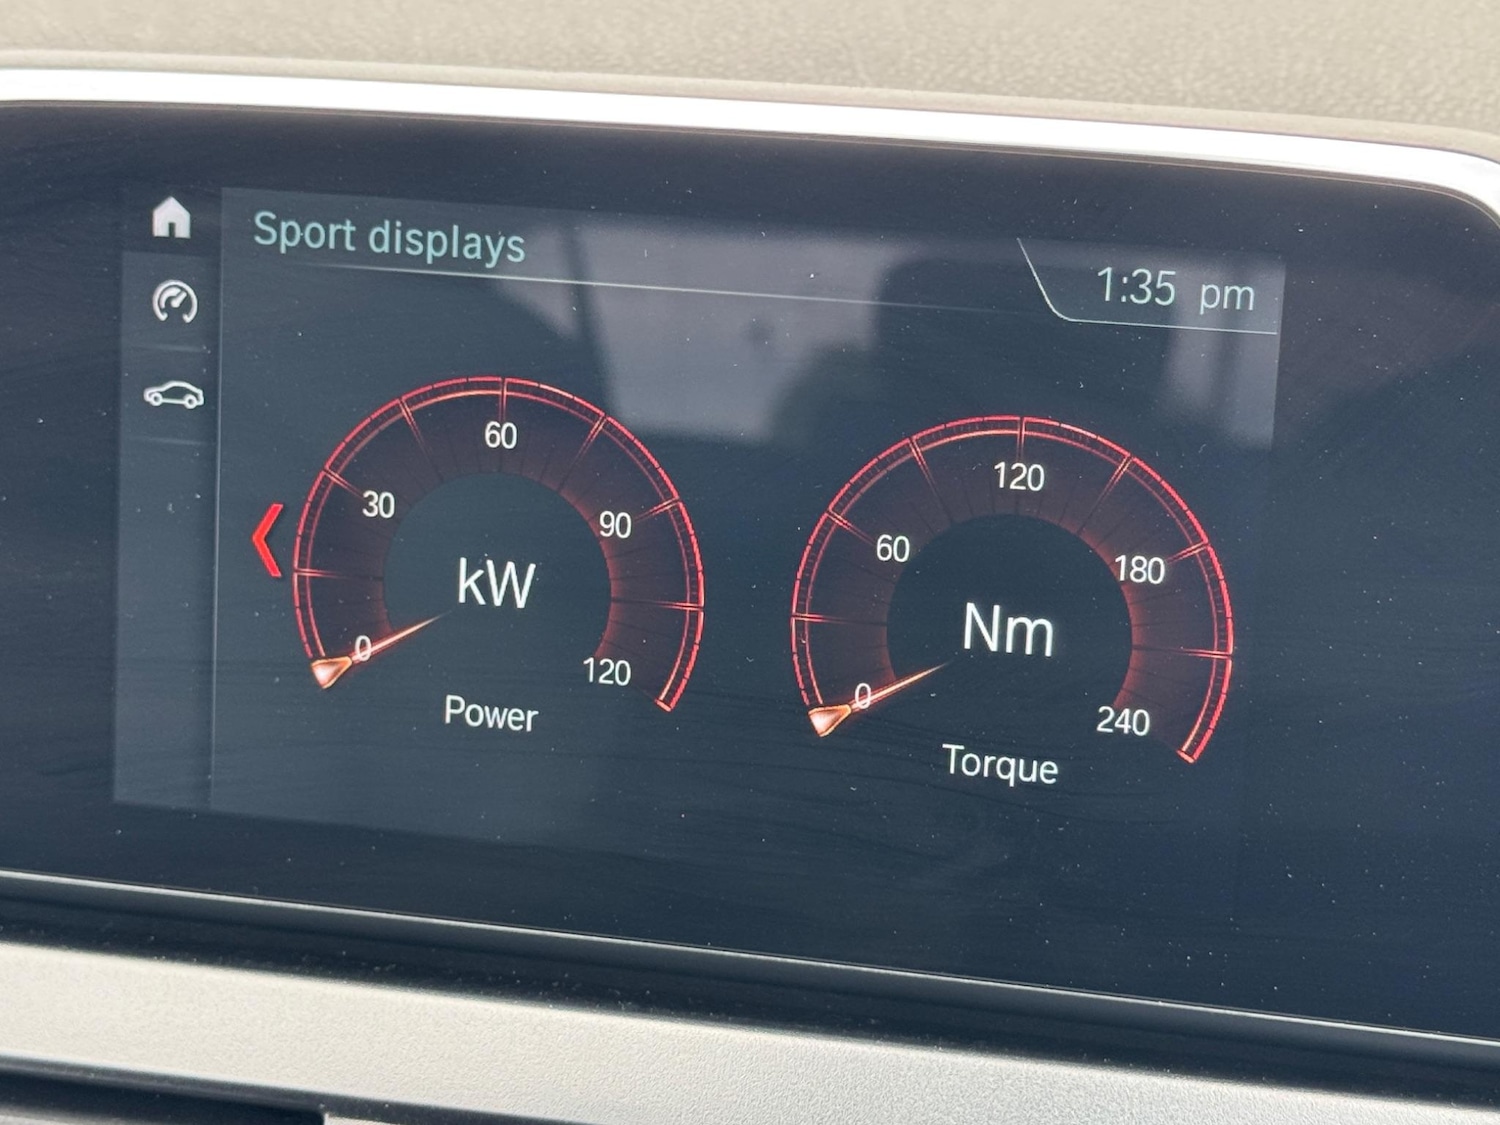 Sport displays
1:35 pm
0
30
60
90
120
kW
Power
0
60
120
180
240
Nm
Torque